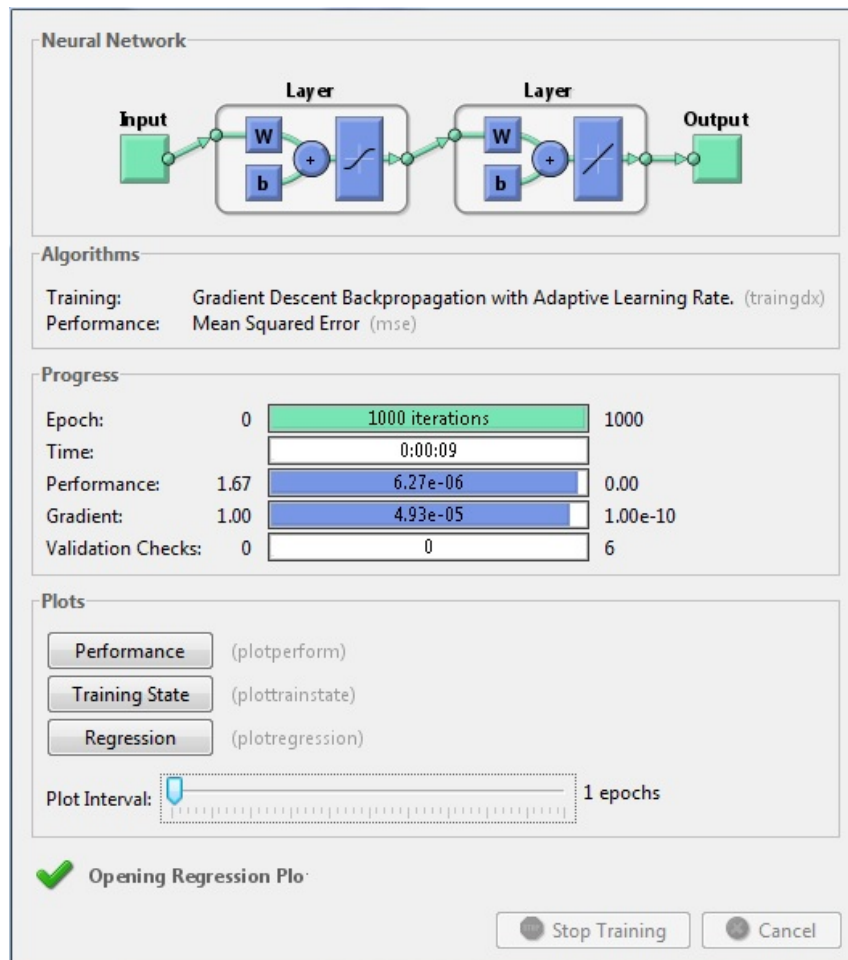 Neural Network
Layer Layer
Input Output
W W
+ +
b b
Algorithms
Training: Gradient Descent Backpropagation with Adaptive Learning Rate. (traingdx)
Performance: Mean Squared Error (mse)
Progress
Epoch: 0 1000 iterations 1000
Time: 0:00:09
Performance: 1.67 6.27e-06 0.00
Gradient: 1.00 4.93e-05 1.00e-10
Validation Checks: 0 0 6
Plots
Performance (plotperform)
Training State (plottrainstate)
Regression (plotregression)
Plot Interval: 1 epochs
Opening Regression Plo
Stop Training Cancel